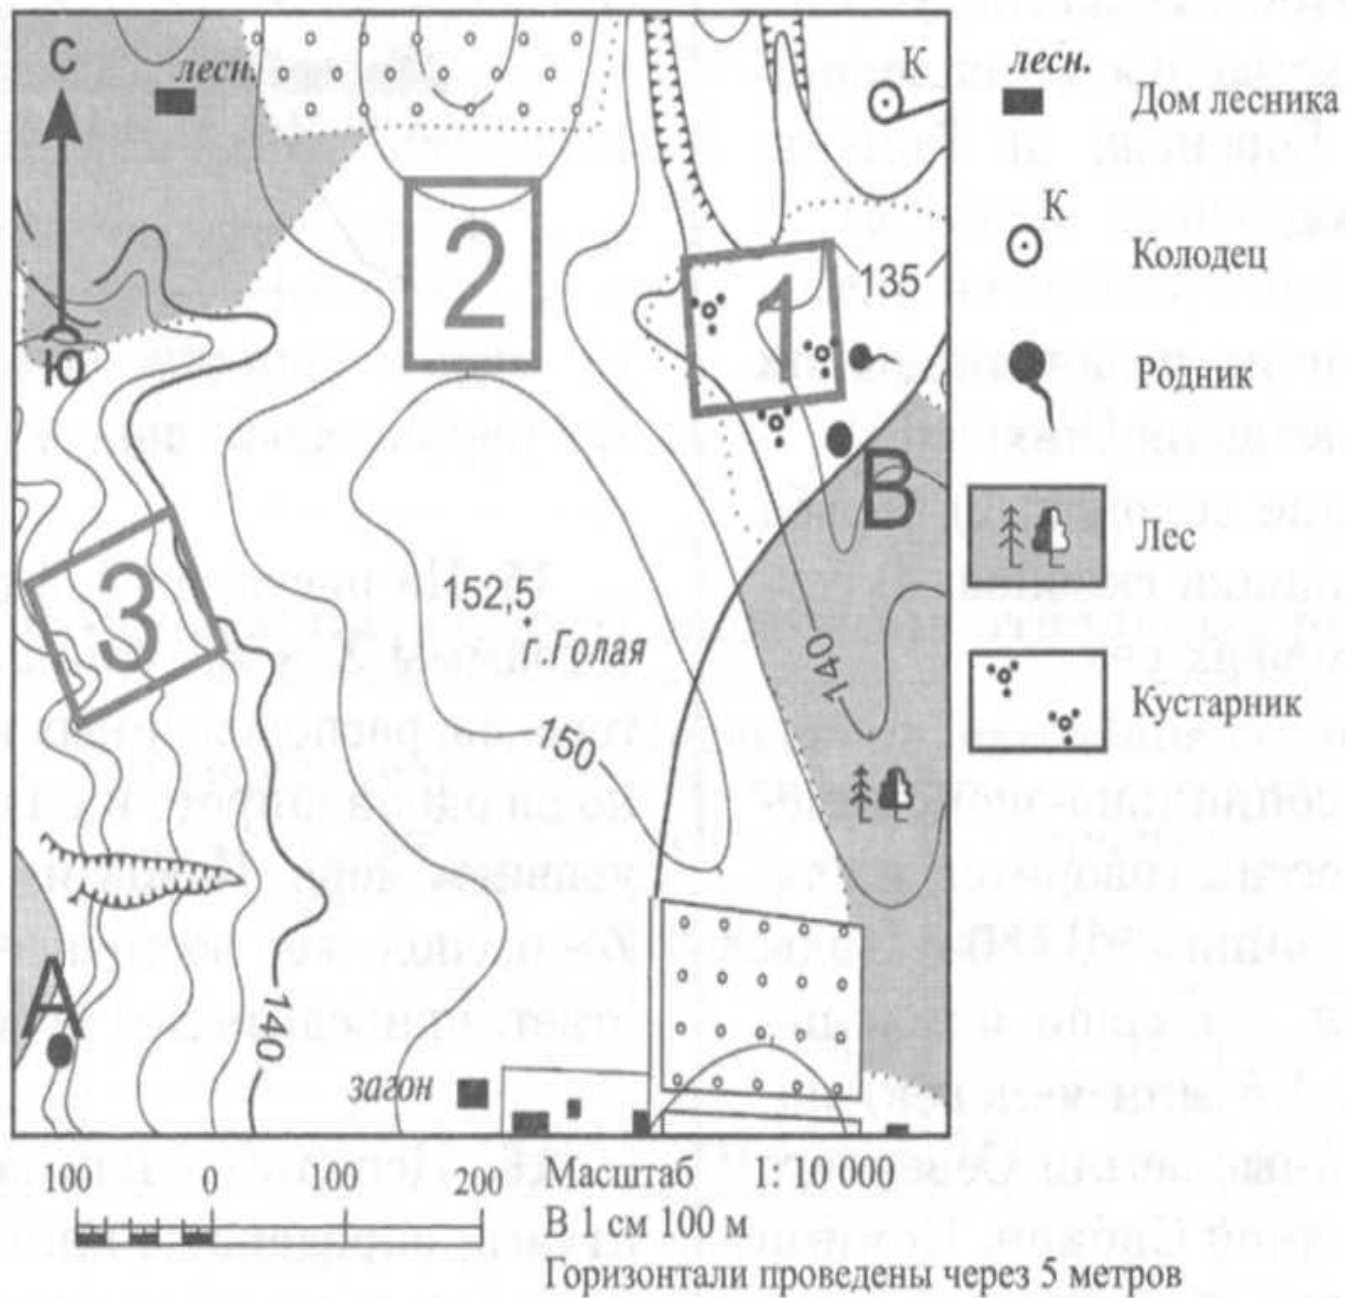 С
лесн.
К
2
1
135
Ю
В
3
152,5
г.Голая
140
150
А
140
загон
лесн.
Дом лесника
К
Колодец
Родник
Лес
Кустарник
100 0 100 200
Масштаб 1: 10 000
В 1 см 100 м
Горизонтали проведены через 5 метров